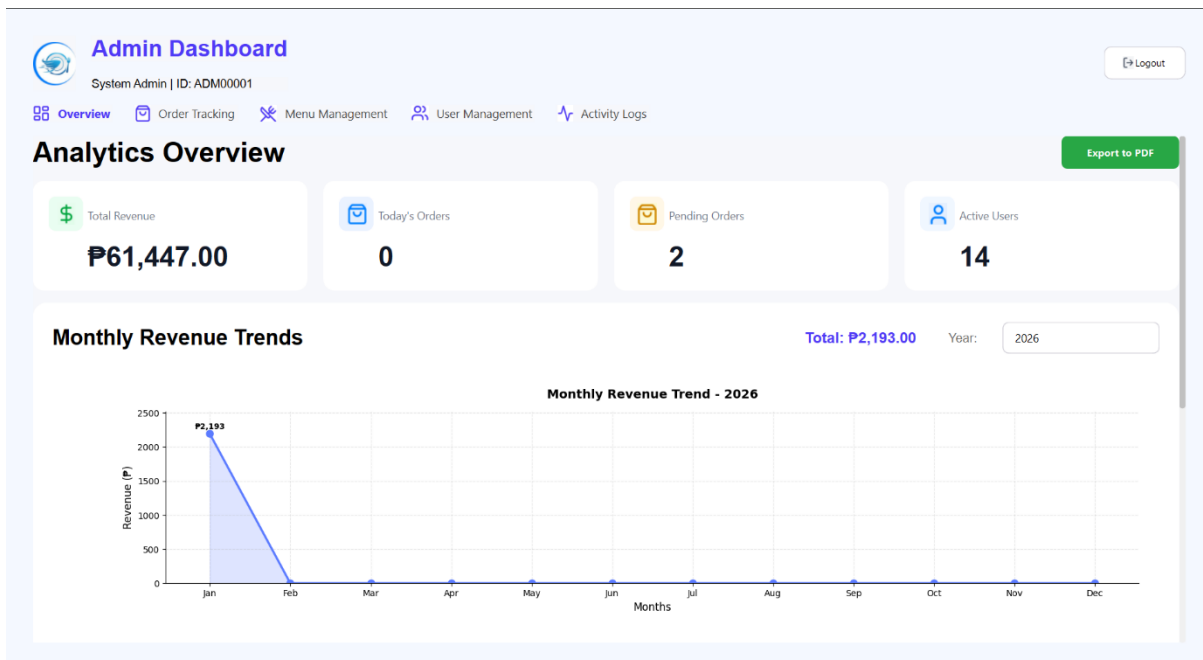 Admin Dashboard
System Admin | ID: ADM00001
Logout
Overview Order Tracking Menu Management User Management Activity Logs
Analytics Overview
Export to PDF
Total Revenue
₱61,447.00
Today's Orders
0
Pending Orders
2
Active Users
14
Monthly Revenue Trends
Total: ₱2,193.00
Year:
2026
Monthly Revenue Trend - 2026
Revenue (₱)
2500
2000
1500
1000
500
0
₱2,193
Jan Feb Mar Apr May Jun Jul Aug Sep Oct Nov Dec
Months